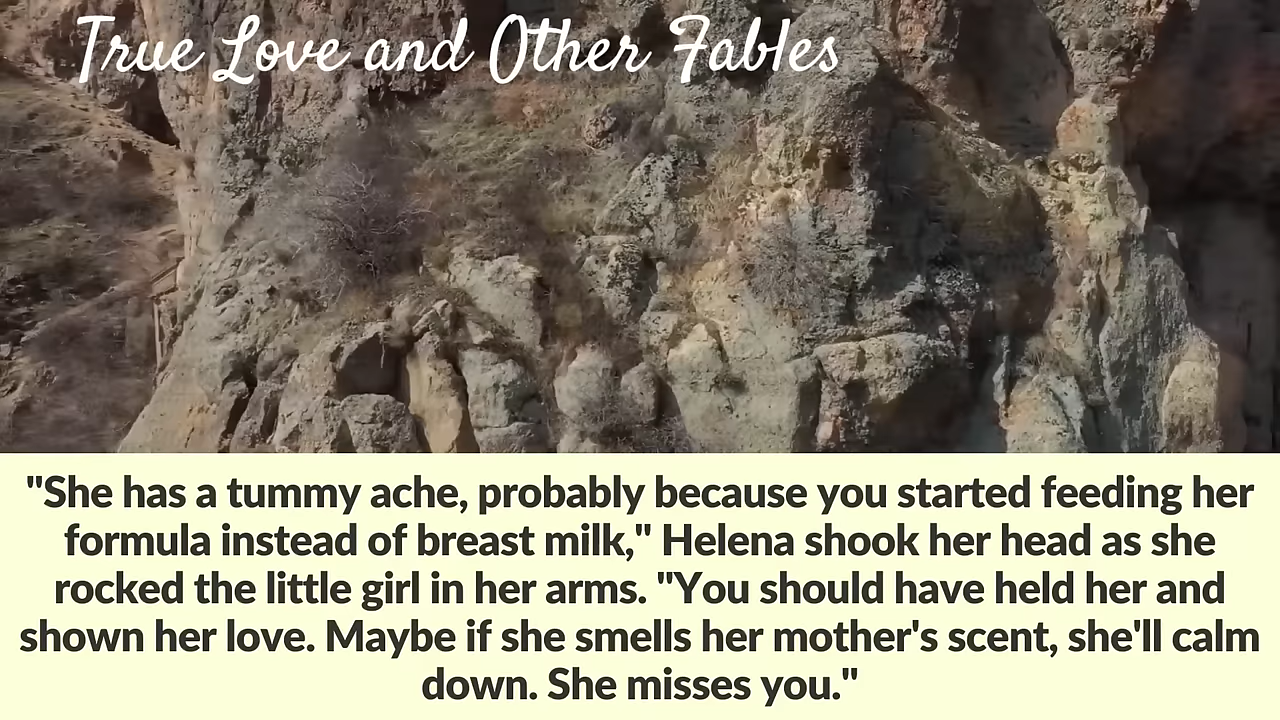 True Love and Other Fables
"She has a tummy ache, probably because you started feeding her
formula instead of breast milk," Helena shook her head as she
rocked the little girl in her arms. "You should have held her and
shown her love. Maybe if she smells her mother's scent, she'll calm
down. She misses you."